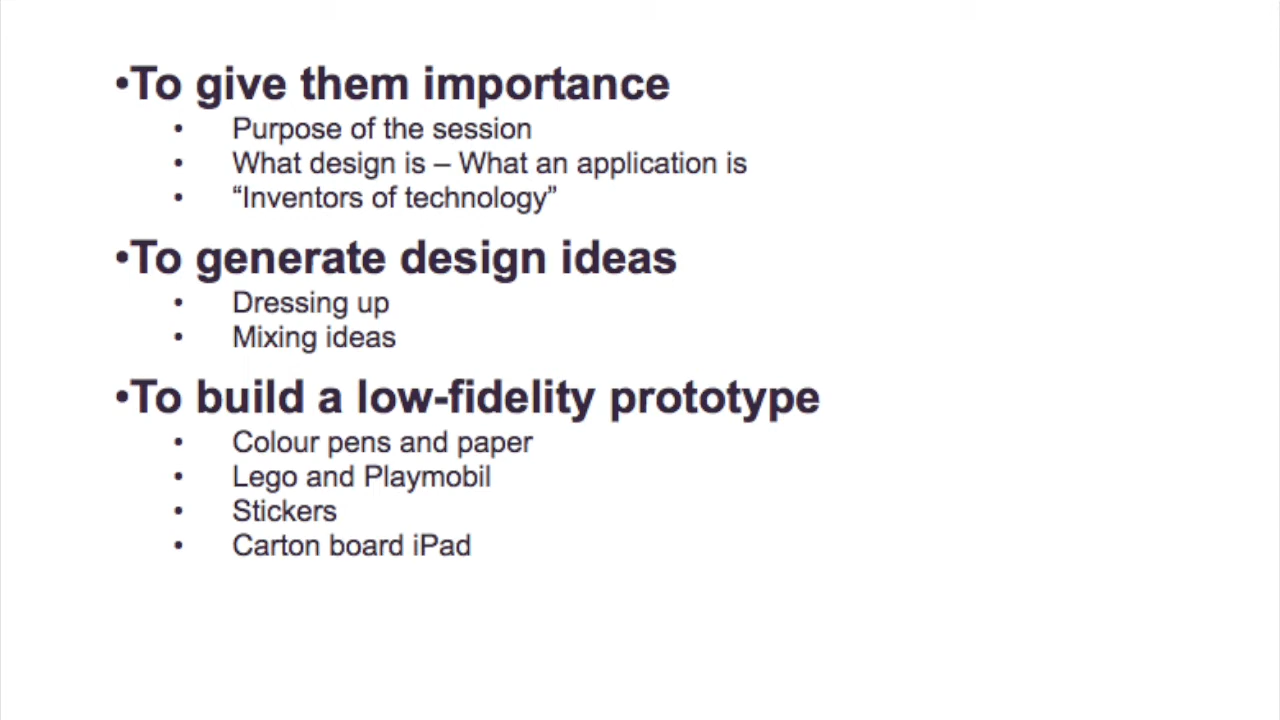 •To give them importance
• Purpose of the session
• What design is – What an application is
• “Inventors of technology”
•To generate design ideas
• Dressing up
• Mixing ideas
•To build a low-fidelity prototype
• Colour pens and paper
• Lego and Playmobil
• Stickers
• Carton board iPad